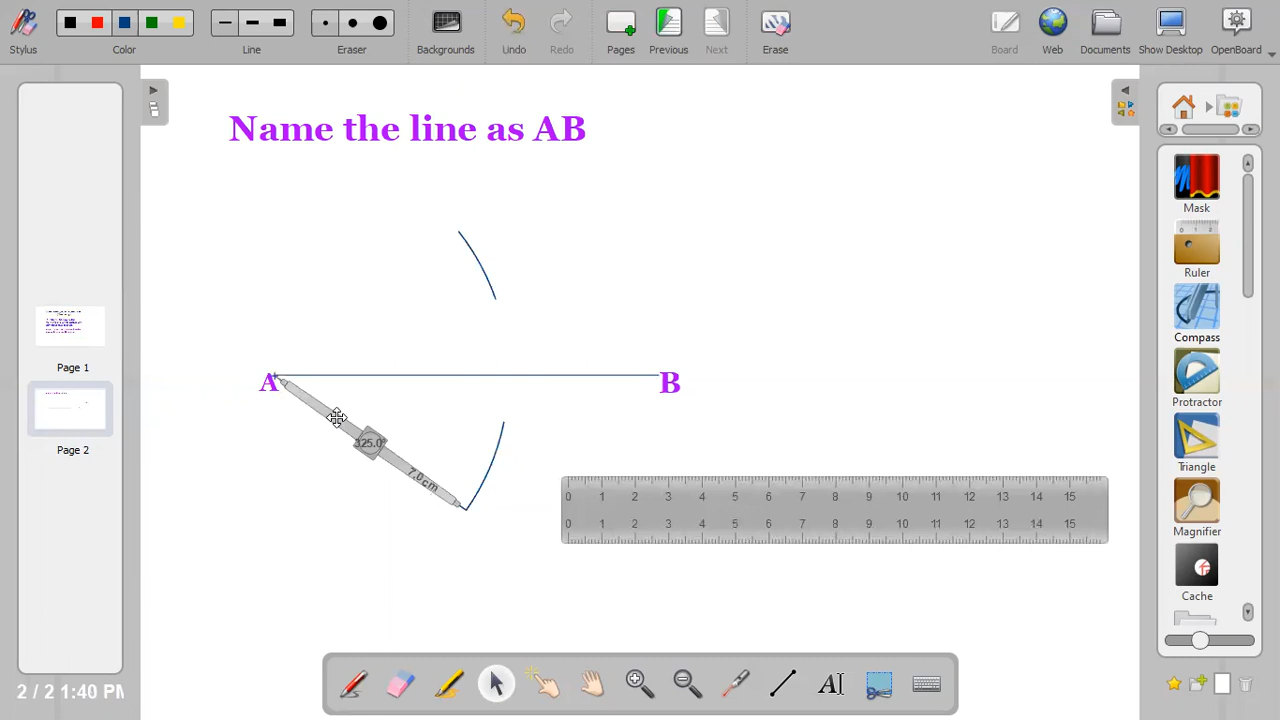 Stylus
Color
Line
Eraser
Backgrounds
Undo
Redo
Pages
Previous
Next
Erase
Board
Web
Documents
Show Desktop
OpenBoard
Name the line as AB
A
B
325.0°
7.0cm
0 1 2 3 4 5 6 7 8 9 10 11 12 13 14 15
0 1 2 3 4 5 6 7 8 9 10 11 12 13 14 15
Page 1
Page 2
2 / 2 1:40 PM
Mask
0 1 2
Ruler
Compass
Protractor
Triangle
Magnifier
Cache
A